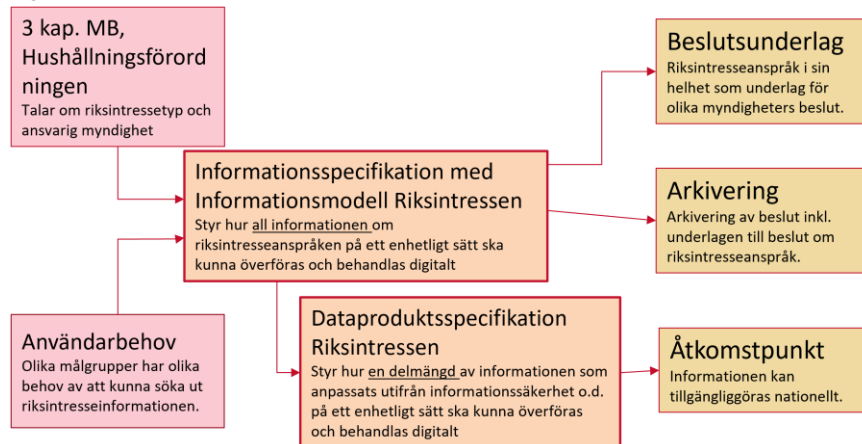 3 kap. MB,
Hushållningsförord
ningen
Talar om riksintressetyp och
ansvarig myndighet
Beslutsunderlag
Riksintresseanspråk i sin
helhet som underlag för
olika myndigheters beslut.
Informationsspecifikation med
Informationsmodell Riksintressen
Styr hur all informationen om
riksintresseanspråken på ett enhetligt sätt ska
kunna överföras och behandlas digitalt
Arkivering
Arkivering av beslut inkl.
underlagen till beslut om
riksintresseanspråk.
Användarbehov
Olika målgrupper har olika
behov av att kunna söka ut
riksintresseinformationen.
Dataproduktsspecifikation
Riksintressen
Styr hur en delmängd av informationen som
anpassats utifrån informationssäkerhet o.d.
på ett enhetligt sätt ska kunna överföras
och behandlas digitalt
Åtkomstpunkt
Informationen kan
tillgängliggöras nationellt.